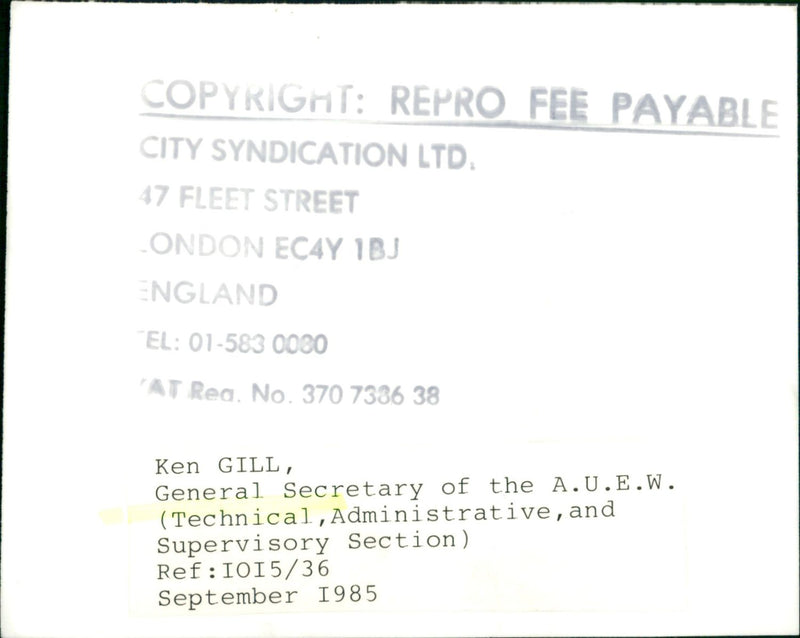 COPYRIGHT: REPRO FEE PAYABLE
CITY SYNDICATION LTD.
47 FLEET STREET
LONDON EC4Y 1BJ
ENGLAND
TEL: 01-583 0080
VAT Reg. No. 370 7386 38
Ken GILL,
General Secretary of the A.U.E.W.
(Technical,Administrative,and
Supervisory Section)
Ref:IOI5/36
September I985